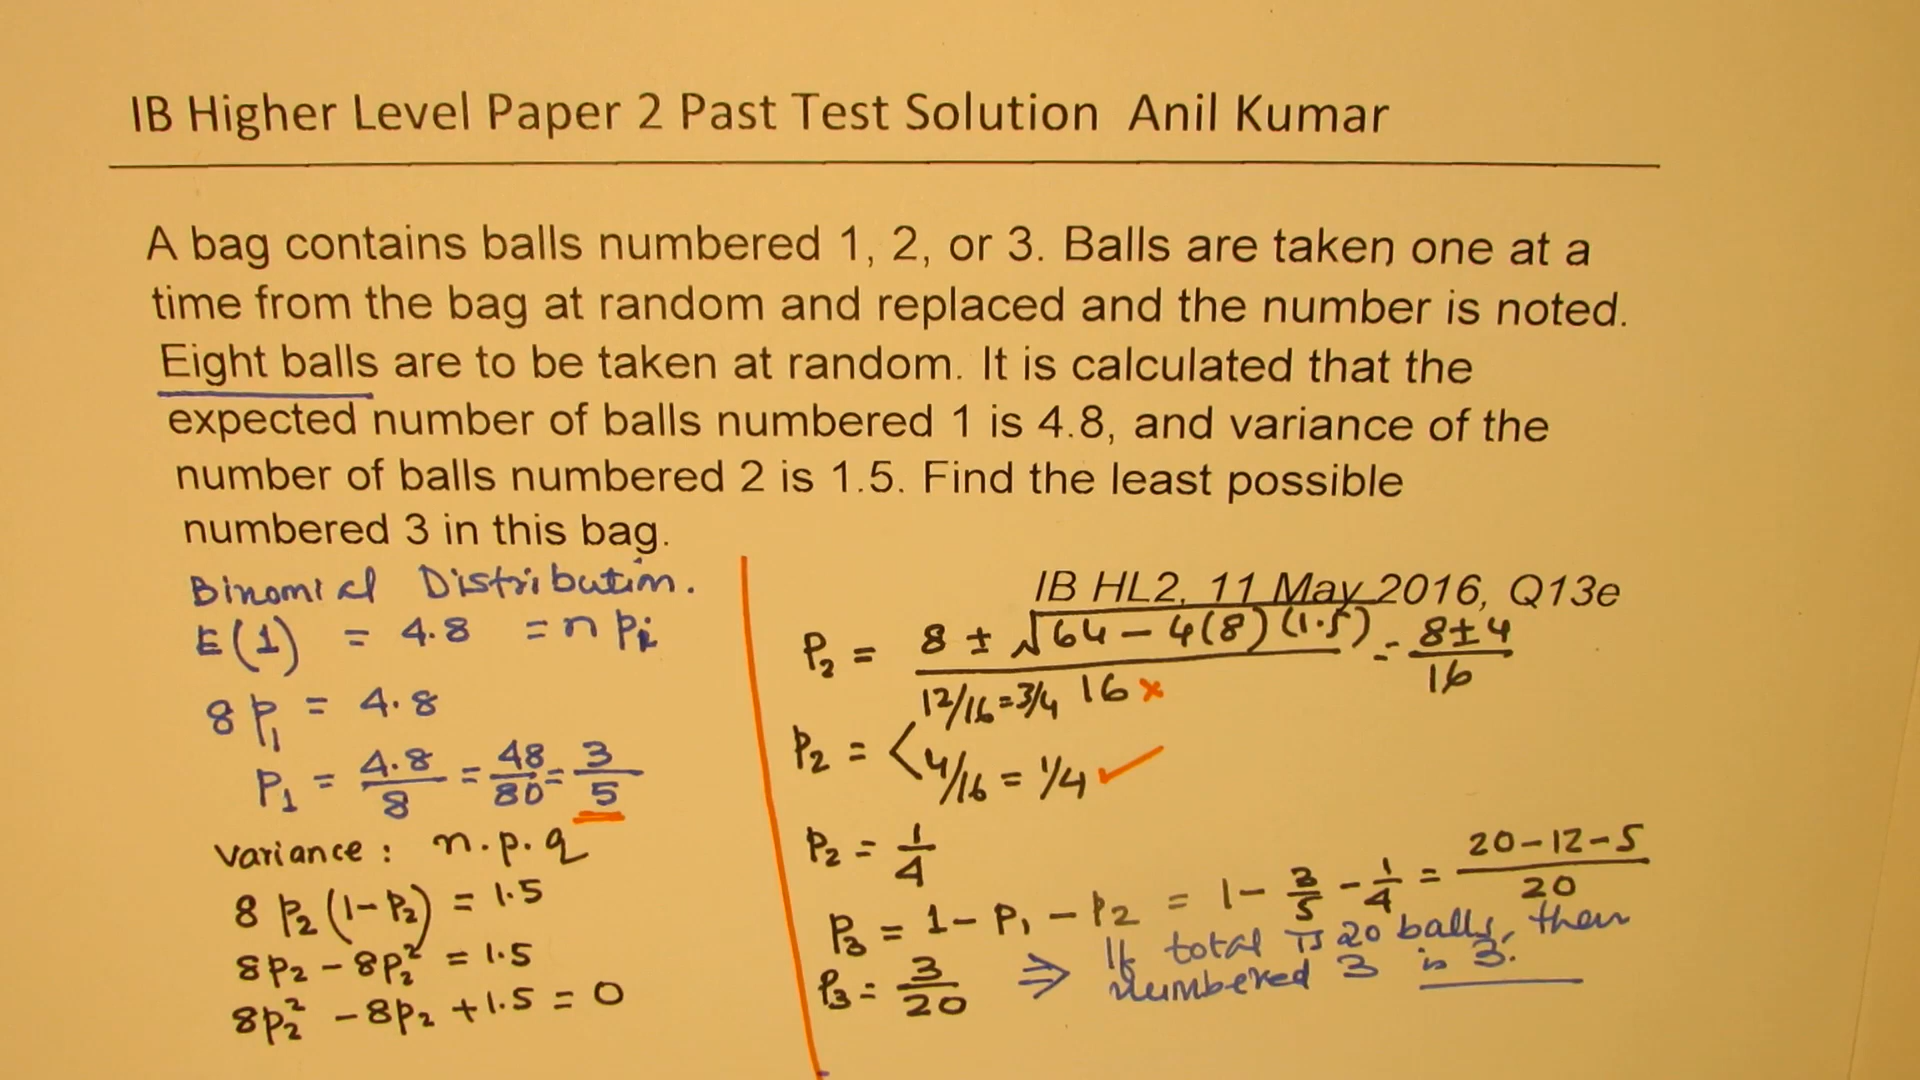 IB Higher Level Paper 2 Past Test Solution Anil Kumar
A bag contains balls numbered 1, 2, or 3. Balls are taken one at a
time from the bag at random and replaced and the number is noted.
Eight balls are to be taken at random. It is calculated that the
expected number of balls numbered 1 is 4.8, and variance of the
number of balls numbered 2 is 1.5. Find the least possible
numbered 3 in this bag.
IB HL2, 11 May 2016, Q13e
Binomial Distribution.
E(1) = 4.8 = n Pi
8 P₁ = 4.8
P₁ = 4.8/8 = 48/80 = 3/5
Variance: n.p.q
8 P₂(1-P₂) = 1.5
8P₂ - 8P₂² = 1.5
8P₂² - 8P₂ + 1.5 = 0
P₂ = 8 ± √64 - 4(8)(1.5) / 16 = 8±4 / 16
P₂ = < 12/16 = 3/4 ×
4/16 = 1/4 ✓
P₂ = 1/4
P₃ = 1 - P₁ - P₂ = 1 - 3/5 - 1/4 = 20-12-5 / 20
P₃ = 3/20 ⇒ If total is 20 balls, then
numbered 3 is 3.